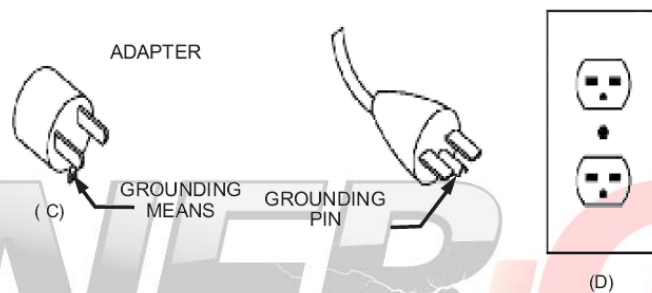 ADAPTER
GROUNDING
MEANS
GROUNDING
PIN
( C)
(D)